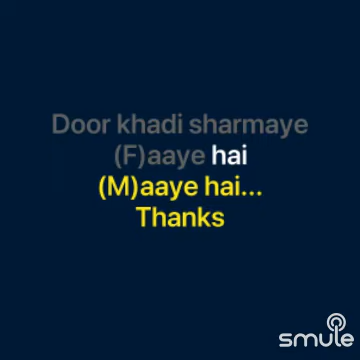 Door khadi sharmaye
(F)aaye hai
(M)aaye hai...
Thanks
smule